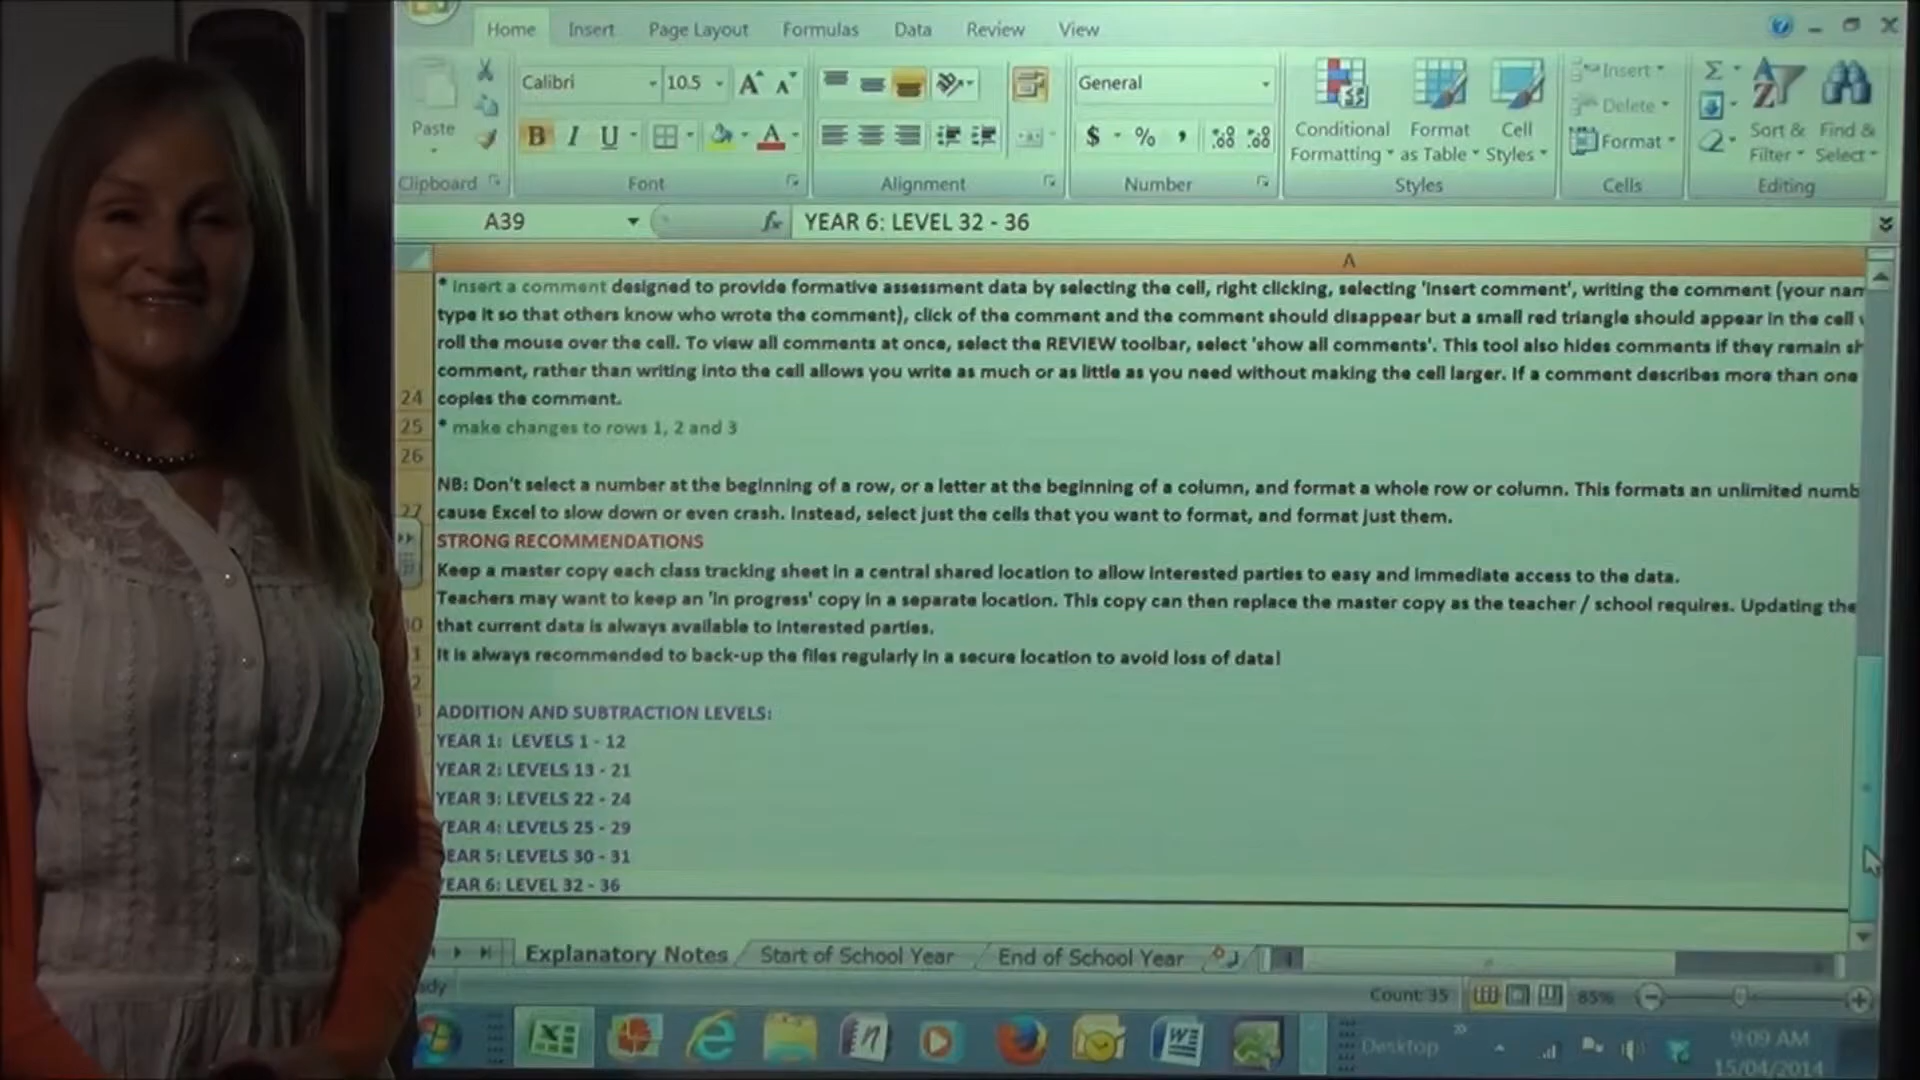 Home Insert Page Layout Formulas Data Review View
Calibri 10.5 A A General Insert Σ
Delete
Paste B I U A $ % , Conditional Format Cell Format Sort & Find &
Formatting as Table Styles Filter Select
Clipboard Font Alignment Number Styles Cells Editing
A39 fx YEAR 6: LEVEL 32 - 36
A
* insert a comment designed to provide formative assessment data by selecting the cell, right clicking, selecting 'insert comment', writing the comment (your nam
type it so that others know who wrote the comment), click of the comment and the comment should disappear but a small red triangle should appear in the cell
roll the mouse over the cell. To view all comments at once, select the REVIEW toolbar, select 'show all comments'. This tool also hides comments if they remain sh
comment, rather than writing into the cell allows you write as much or as little as you need without making the cell larger. If a comment describes more than one
24 copies the comment.
25 * make changes to rows 1, 2 and 3
26
NB: Don't select a number at the beginning of a row, or a letter at the beginning of a column, and format a whole row or column. This formats an unlimited numb
27 cause Excel to slow down or even crash. Instead, select just the cells that you want to format, and format just them.
STRONG RECOMMENDATIONS
Keep a master copy each class tracking sheet in a central shared location to allow interested parties to easy and immediate access to the data.
Teachers may want to keep an 'in progress' copy in a separate location. This copy can then replace the master copy as the teacher / school requires. Updating the
30 that current data is always available to interested parties.
It is always recommended to back-up the files regularly in a secure location to avoid loss of data!
ADDITION AND SUBTRACTION LEVELS:
YEAR 1: LEVELS 1 - 12
YEAR 2: LEVELS 13 - 21
YEAR 3: LEVELS 22 - 24
YEAR 4: LEVELS 25 - 29
EAR 5: LEVELS 30 - 31
YEAR 6: LEVEL 32 - 36
Explanatory Notes Start of School Year End of School Year
ady Count: 35 85%
Desktop 9:09 AM
15/04/2014